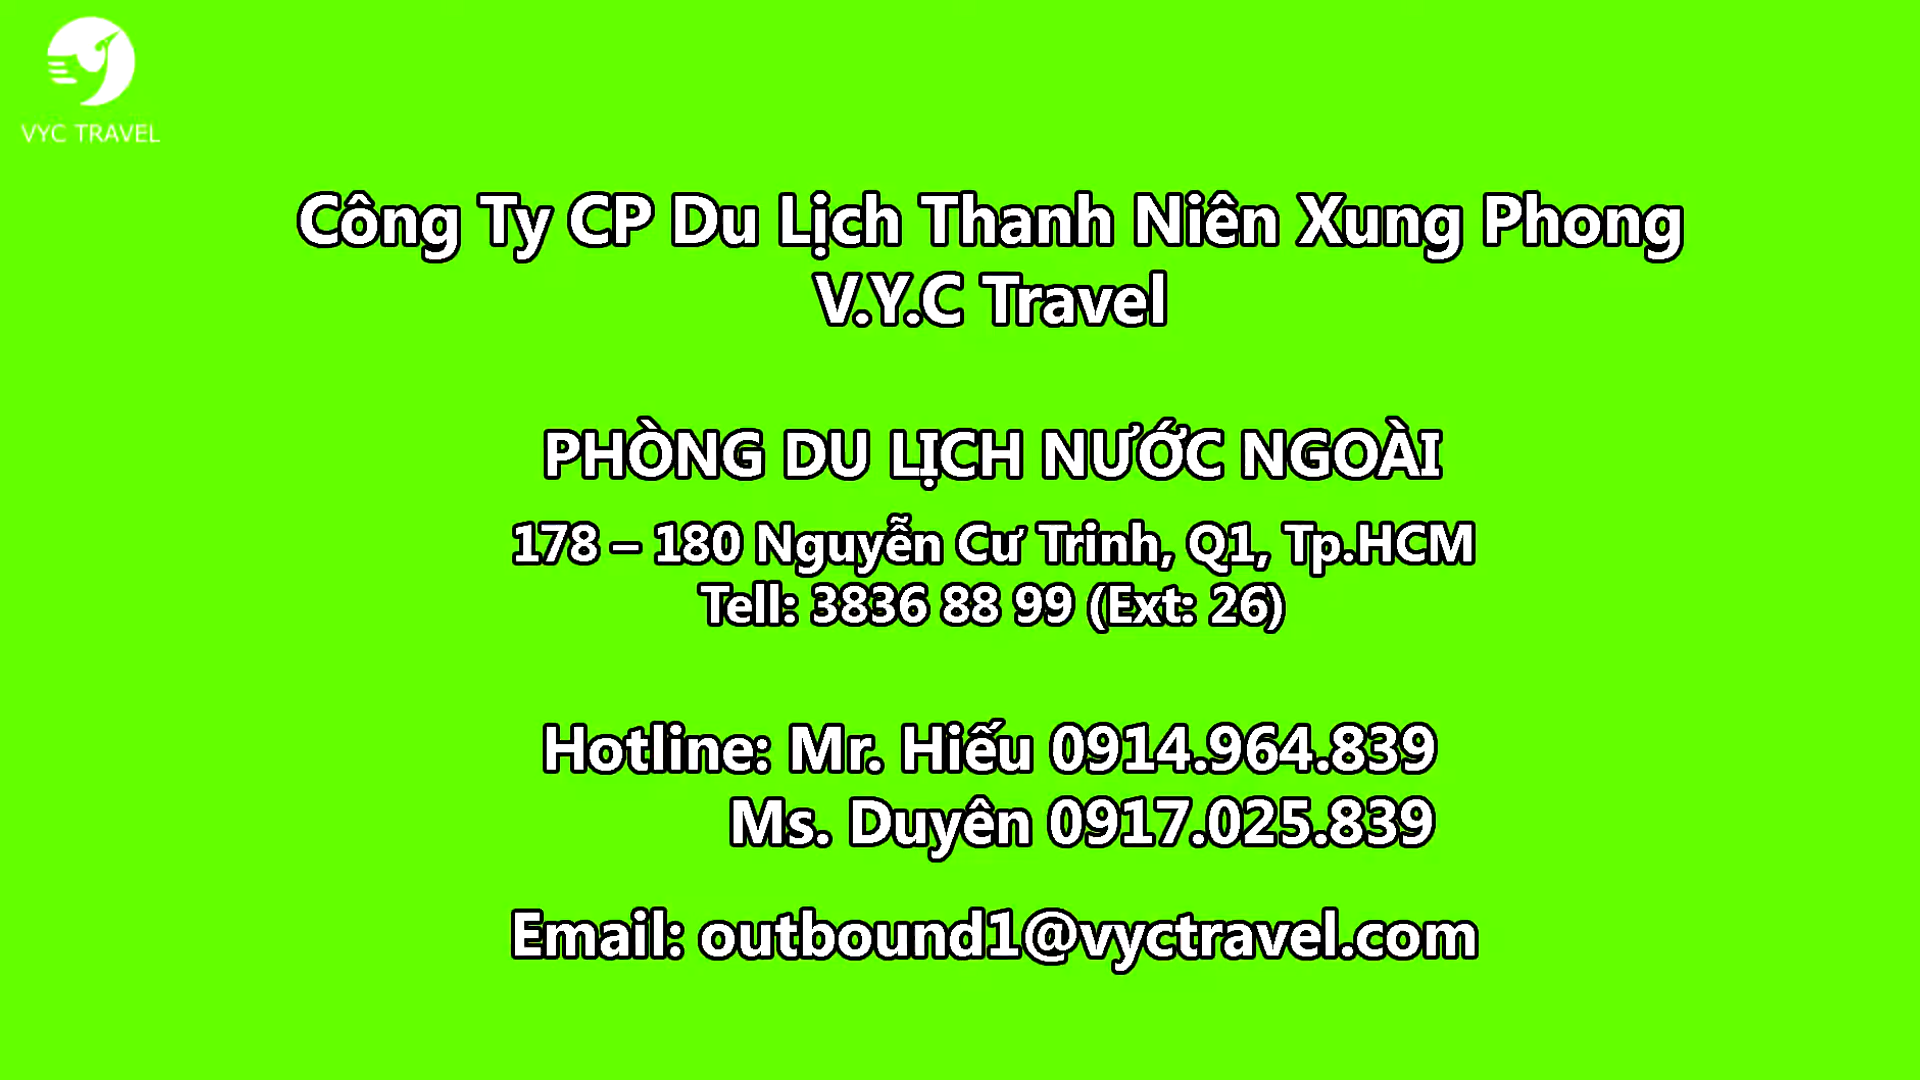 VYC TRAVEL
Công Ty CP Du Lịch Thanh Niên Xung Phong
V.Y.C Travel
PHÒNG DU LỊCH NƯỚC NGOÀI
178 – 180 Nguyễn Cư Trinh, Q1, Tp.HCM
Tell: 3836 88 99 (Ext: 26)
Hotline: Mr. Hiếu 0914.964.839
Ms. Duyên 0917.025.839
Email: outbound1@vyctravel.com